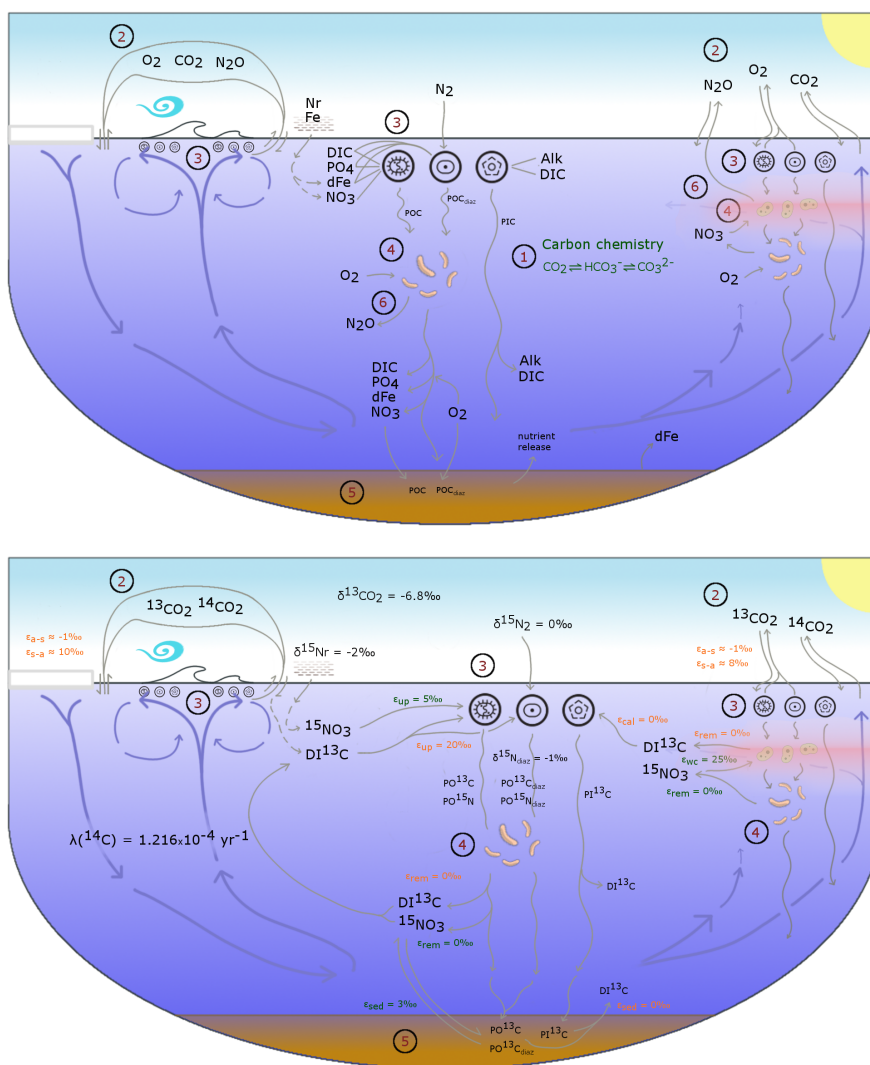 2
O2 CO2 N2O
Nr
Fe
N2
3
3
DIC
PO4
dFe
NO3
Alk
DIC
POC
POCdiaz
PIC
4
O2
6
N2O
1 Carbon chemistry
CO2⇌HCO3⁻⇌CO3²⁻
DIC
PO4
dFe
NO3
O2
Alk
DIC
nutrient
release
dFe
5
POC POCdiaz
2
N2O
O2
CO2
3
6
4
NO3
O2
2
¹³CO2 ¹⁴CO2
δ¹³CO2 = -6.8‰
εa-s ≈ -1‰
εs-a ≈ 10‰
δ¹⁵Nr = -2‰
δ¹⁵N2 = 0‰
3
3
εup = 5‰
¹⁵NO3
DI¹³C
εup = 20‰
εcal = 0‰
δ¹⁵Ndiaz = -1‰
PO¹³C
PO¹⁵N
PO¹³Cdiaz
PO¹⁵Ndiaz
PI¹³C
λ(¹⁴C) = 1.216x10⁻⁴ yr⁻¹
4
εrem = 0‰
DI¹³C
¹⁵NO3
εrem = 0‰
DI¹³C
εsed = 3‰
DI¹³C
εsed = 0‰
5
PO¹³C
PO¹³Cdiaz
PI¹³C
2
¹³CO2
¹⁴CO2
εa-s ≈ -1‰
εs-a ≈ 8‰
3
εrem = 0‰
DI¹³C
¹⁵NO3
εwc = 25‰
εrem = 0‰
4